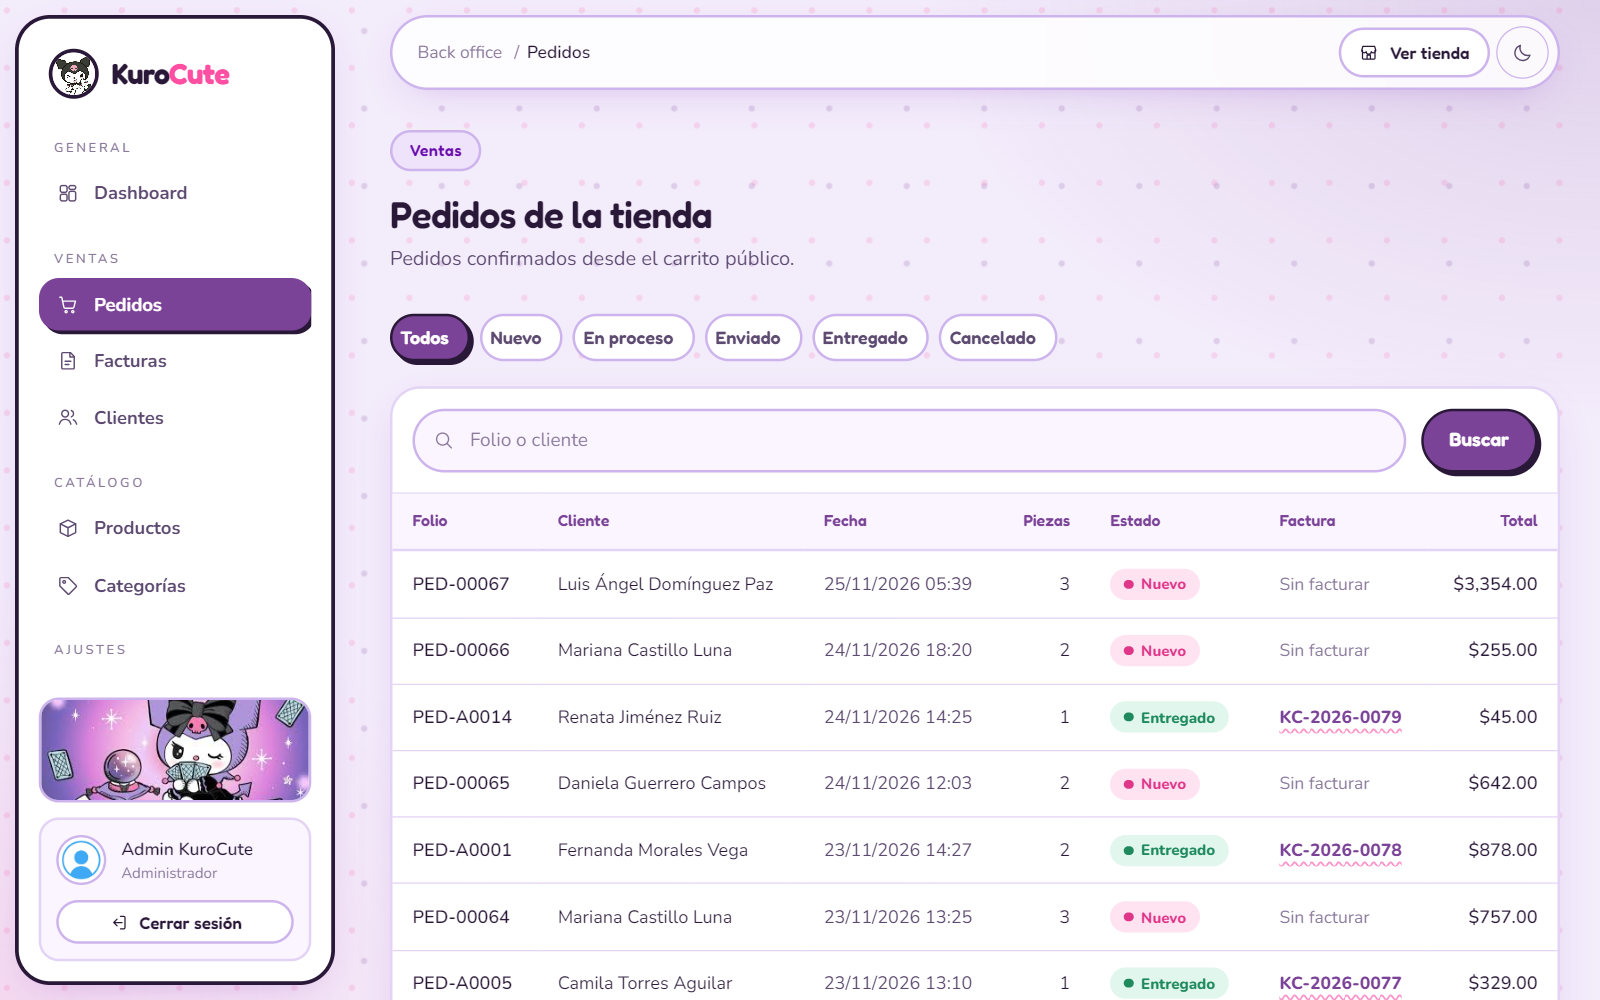 KuroCute
GENERAL
Dashboard
VENTAS
Pedidos
Facturas
Clientes
CATÁLOGO
Productos
Categorías
AJUSTES
Admin KuroCute
Administrador
Cerrar sesión
Back office / Pedidos
Ver tienda
Ventas
Pedidos de la tienda
Pedidos confirmados desde el carrito público.
Todos Nuevo En proceso Enviado Entregado Cancelado
Folio o cliente Buscar
Folio Cliente Fecha Piezas Estado Factura Total
PED-00067 Luis Ángel Domínguez Paz 25/11/2026 05:39 3 Nuevo Sin facturar $3,354.00
PED-00066 Mariana Castillo Luna 24/11/2026 18:20 2 Nuevo Sin facturar $255.00
PED-A0014 Renata Jiménez Ruiz 24/11/2026 14:25 1 Entregado KC-2026-0079 $45.00
PED-00065 Daniela Guerrero Campos 24/11/2026 12:03 2 Nuevo Sin facturar $642.00
PED-A0001 Fernanda Morales Vega 23/11/2026 14:27 2 Entregado KC-2026-0078 $878.00
PED-00064 Mariana Castillo Luna 23/11/2026 13:25 3 Nuevo Sin facturar $757.00
PED-A0005 Camila Torres Aguilar 23/11/2026 13:10 1 Entregado KC-2026-0077 $329.00